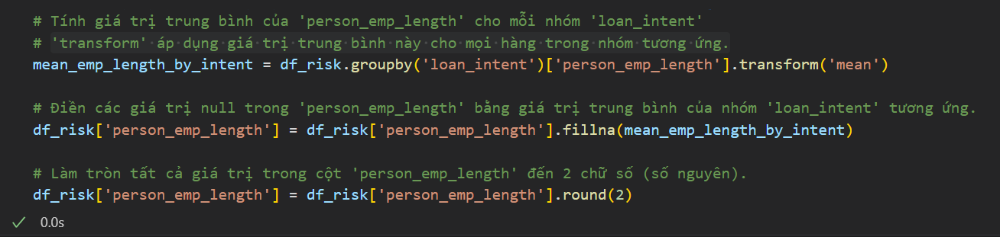 # Tính giá trị trung bình của 'person_emp_length' cho mỗi nhóm 'loan_intent'
# 'transform' áp dụng giá trị trung bình này cho mọi hàng trong nhóm tương ứng.
mean_emp_length_by_intent = df_risk.groupby('loan_intent')['person_emp_length'].transform('mean')
# Điền các giá trị null trong 'person_emp_length' bằng giá trị trung bình của nhóm 'loan_intent' tương ứng.
df_risk['person_emp_length'] = df_risk['person_emp_length'].fillna(mean_emp_length_by_intent)
# Làm tròn tất cả giá trị trong cột 'person_emp_length' đến 2 chữ số (số nguyên).
df_risk['person_emp_length'] = df_risk['person_emp_length'].round(2)
0.0s